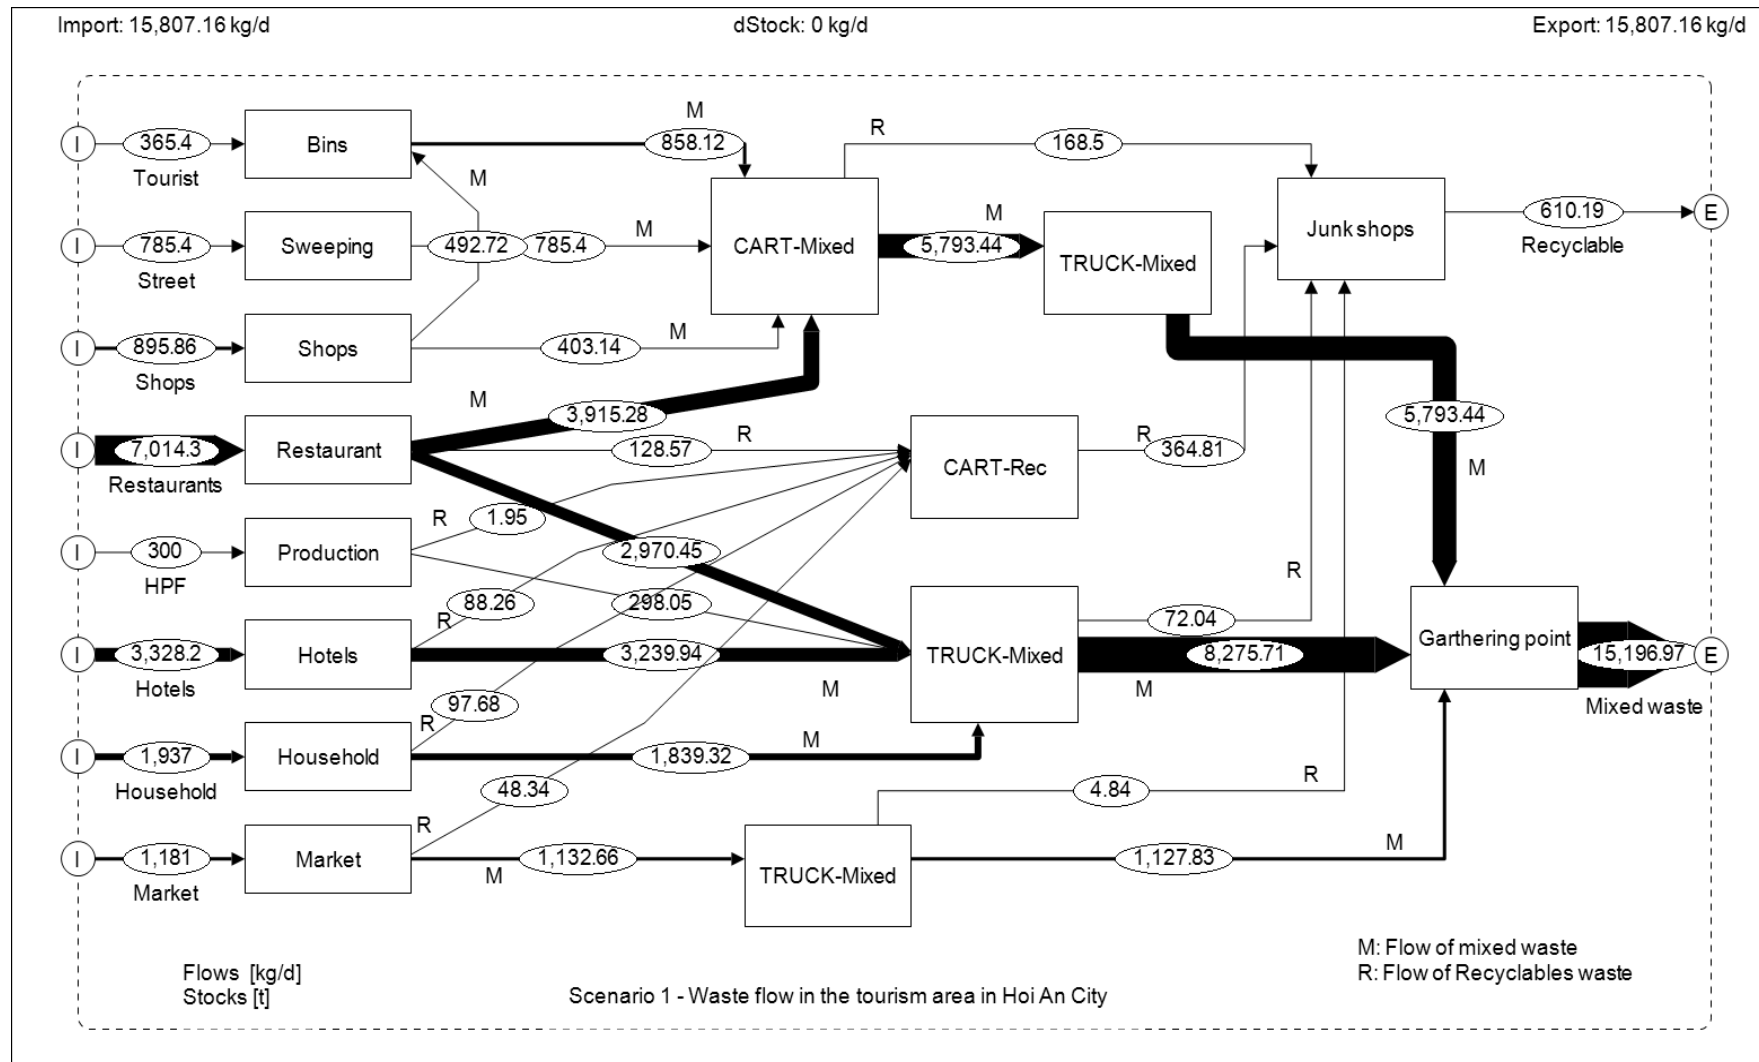 Import: 15,807.16 kg/d
dStock: 0 kg/d
Export: 15,807.16 kg/d
I
365.4
Tourist
Bins
M
858.12
R
168.5
M
I
785.4
Street
Sweeping
492.72
785.4
M
CART-Mixed
M
5,793.44
TRUCK-Mixed
Junk shops
610.19
Recyclable
E
I
895.86
Shops
Shops
403.14
M
I
7,014.3
Restaurants
Restaurant
M
3,915.28
128.57
R
CART-Rec
R
364.81
5,793.44
M
I
300
HPF
Production
R
1.95
2,970.45
88.26
R
298.05
R
72.04
I
3,328.2
Hotels
Hotels
3,239.94
M
TRUCK-Mixed
8,275.71
M
Garthering point
15,196.97
Mixed waste
E
I
1,937
Household
Household
R
97.68
1,839.32
M
48.34
4.84
R
I
1,181
Market
Market
R
M
1,132.66
TRUCK-Mixed
1,127.83
M
M: Flow of mixed waste
R: Flow of Recyclables waste
Flows [kg/d]
Stocks [t]
Scenario 1 - Waste flow in the tourism area in Hoi An City